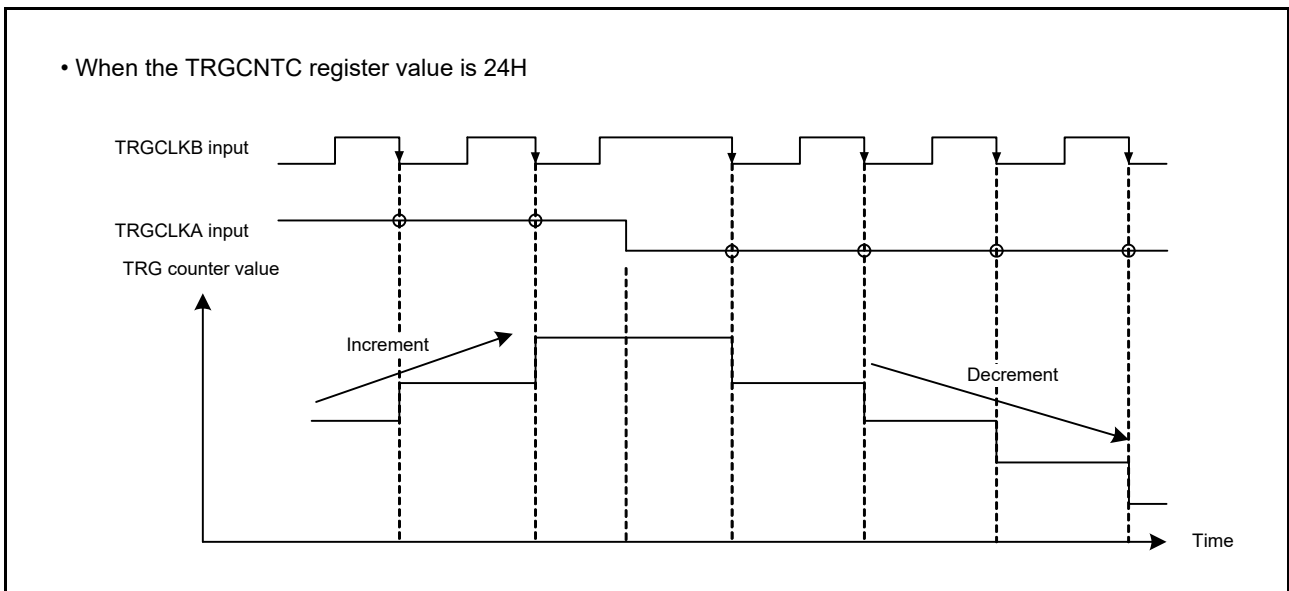 • When the TRGCNTC register value is 24H
TRGCLKB input
TRGCLKA input
TRG counter value
Increment
Decrement
Time